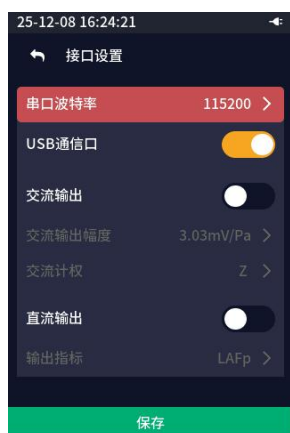 25-12-08 16:24:21
接口设置
串口波特率 115200
USB通信口
交流输出
交流输出幅度 3.03mV/Pa
交流计权 Z
直流输出
输出指标 LAFp
保存